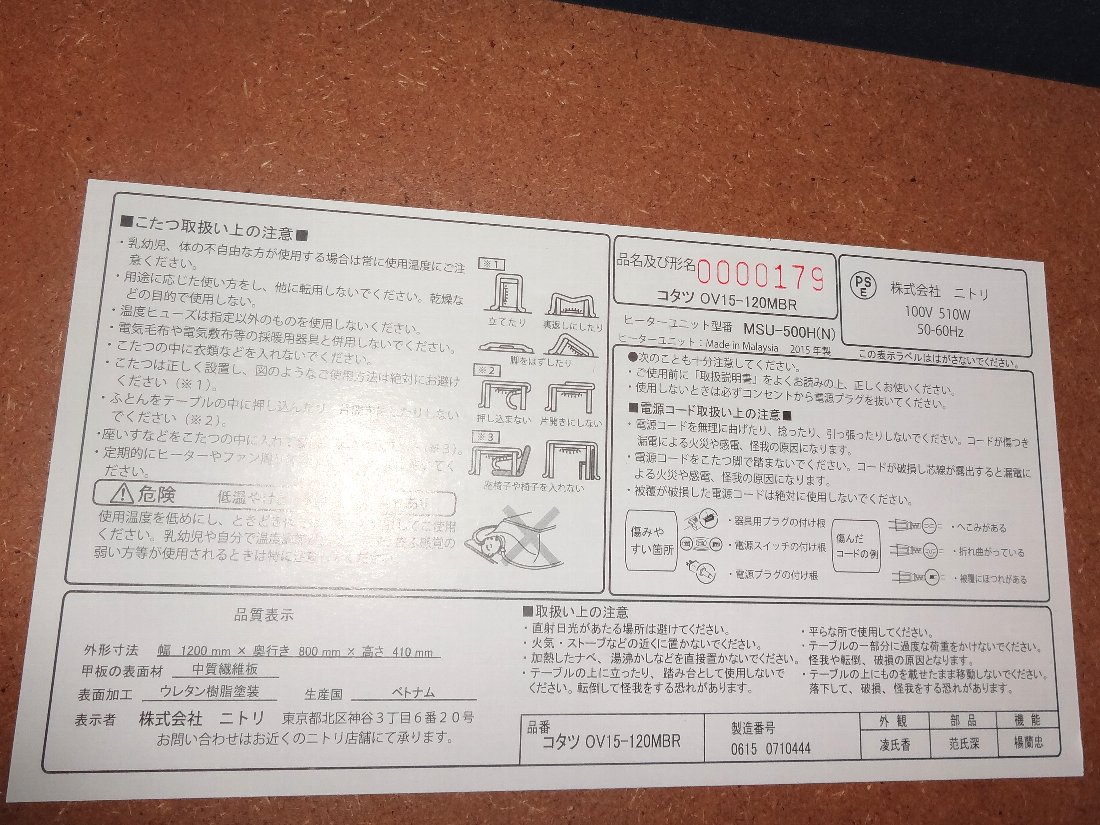 ■こたつ取扱い上の注意■
・乳幼児、体の不自由な方が使用する場合は常に使用温度にご注
意ください。
・用途に応じた使い方をし、他に転用しないでください。乾燥な
どの目的で使用しない。
・温度ヒューズは指定以外のものを使用しないでください。
・電気毛布や電気敷布等の採暖用器具と併用しないでください。
・こたつの中に衣類などを入れないでください。
・こたつは正しく設置し、図のようなご使用方法は絶対にお避け
ください（※1）。
・ふとんをテーブルの中に押し込んだり、片開きにしたりしない
でください（※2）。
・座いすなどをこたつの中に入れ
・定期的にヒーターやファン
ださい。
※1
立てたり
裏返しにしたり
脚をはずしたり
※2
押し込まない
片開きにしない
※3
座椅子や椅子を入れない
危険
低温や
あり
使用温度を低めにし、ときどき
してご使用
ください。乳幼児や自分で温度
感覚の
弱い方等が使用されるときは特に
品名及び形名
0000179
コタツ OV15-120MBR
PS
E
株式会社 ニトリ
100V 510W
50-60Hz
ヒーターユニット型番 MSU-500H(N)
ヒーターユニット：Made in Malaysia 2015年製
この表示ラベルははがさないでください。
●次のことも十分注意してください。
・ご使用前に「取扱説明書」をよくお読みの上、正しくお使いください。
・使用しないときは必ずコンセントから電源プラグを抜いてください。
■電源コード取扱い上の注意■
・電源コードを無理に曲げたり、捻ったり、引っ張ったりしないでください。コードが傷つき
漏電による火災や感電、怪我の原因になります。
・電源コードをこたつ脚で踏まないでください。コードが破損し芯線が露出すると漏電に
よる火災や感電、怪我の原因になります。
・被覆が破損した電源コードは絶対に使用しないでください。
傷みや
すい箇所
・器具用プラグの付け根
・電源スイッチの付け根
・電源プラグの付け根
傷んだ
コードの例
・へこみがある
・折れ曲がっている
・被覆にほつれがある
品質表示
外形寸法 幅 1200 mm × 奥行き 800 mm × 高さ 410 mm
甲板の表面材 中質繊維板
表面加工 ウレタン樹脂塗装 生産国 ベトナム
表示者 株式会社 ニトリ 東京都北区神谷3丁目6番20号
お問い合わせはお近くのニトリ店舗にて承ります。
■取扱い上の注意
・直射日光があたる場所は避けてください。
・火気・ストーブなどの近くに置かないでください。
・加熱したナベ、湯沸かしなどを直接置かないでください。
・テーブルの上に立ったり、踏み台として使用しないで
ください。転倒して怪我をする恐れがあります。
・平らな所で使用してください。
・テーブルの一部分に過度な荷重をかけないでください。
怪我や転倒、破損の原因となります。
・テーブルの上にものを載せたまま移動しないでください。
落下して、破損、怪我をする恐れがあります。
品番
コタツ OV15-120MBR
製造番号
0615 0710444
外観 部品 機能
凌氏香 范氏深 楊蘭忠